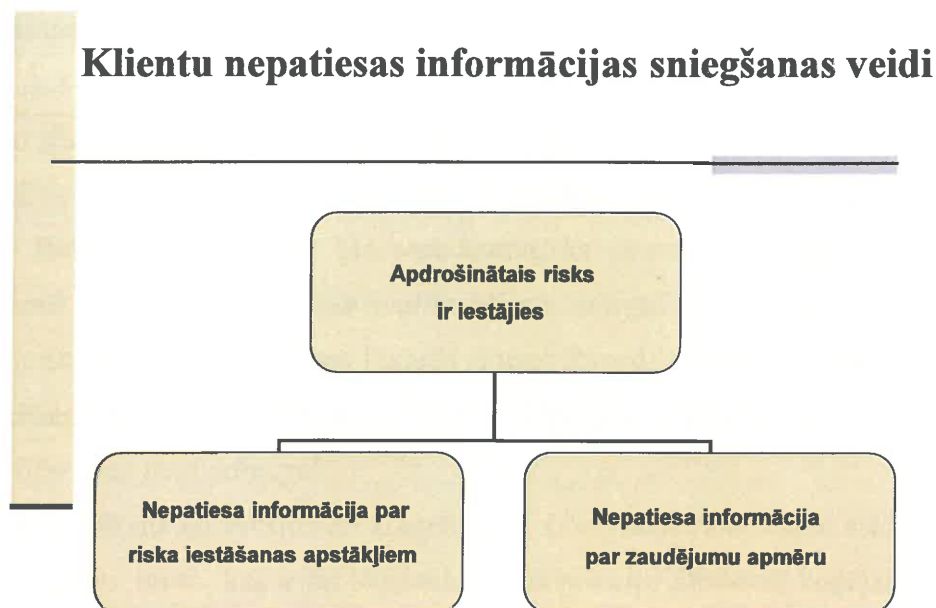 Klientu nepatiesas informācijas sniegšanas veidi
Apdrošinātais risks
ir iestājies
Nepatiesa informācija par
riska iestāšanas apstākļiem
Nepatiesa informācija
par zaudējumu apmēru